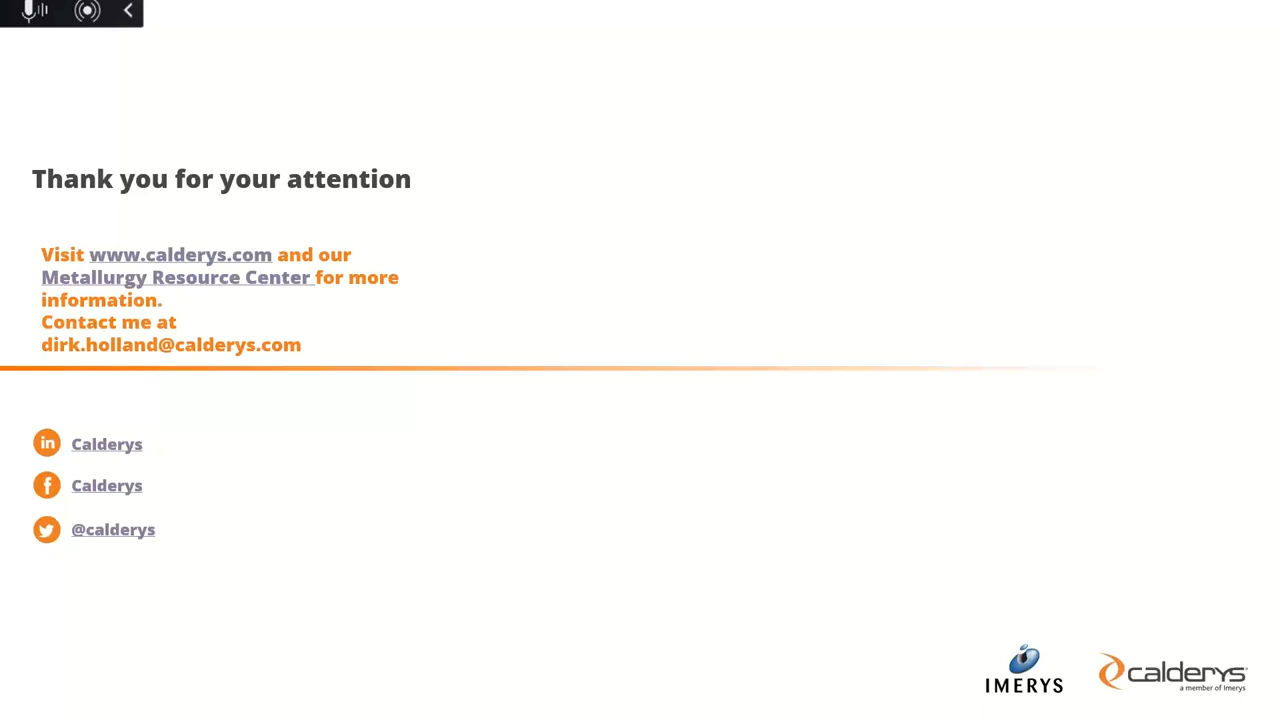 Thank you for your attention
Visit www.calderys.com and our
Metallurgy Resource Center for more
information.
Contact me at
dirk.holland@calderys.com
in Calderys
f Calderys
@calderys
IMERYS
calderys
a member of Imerys